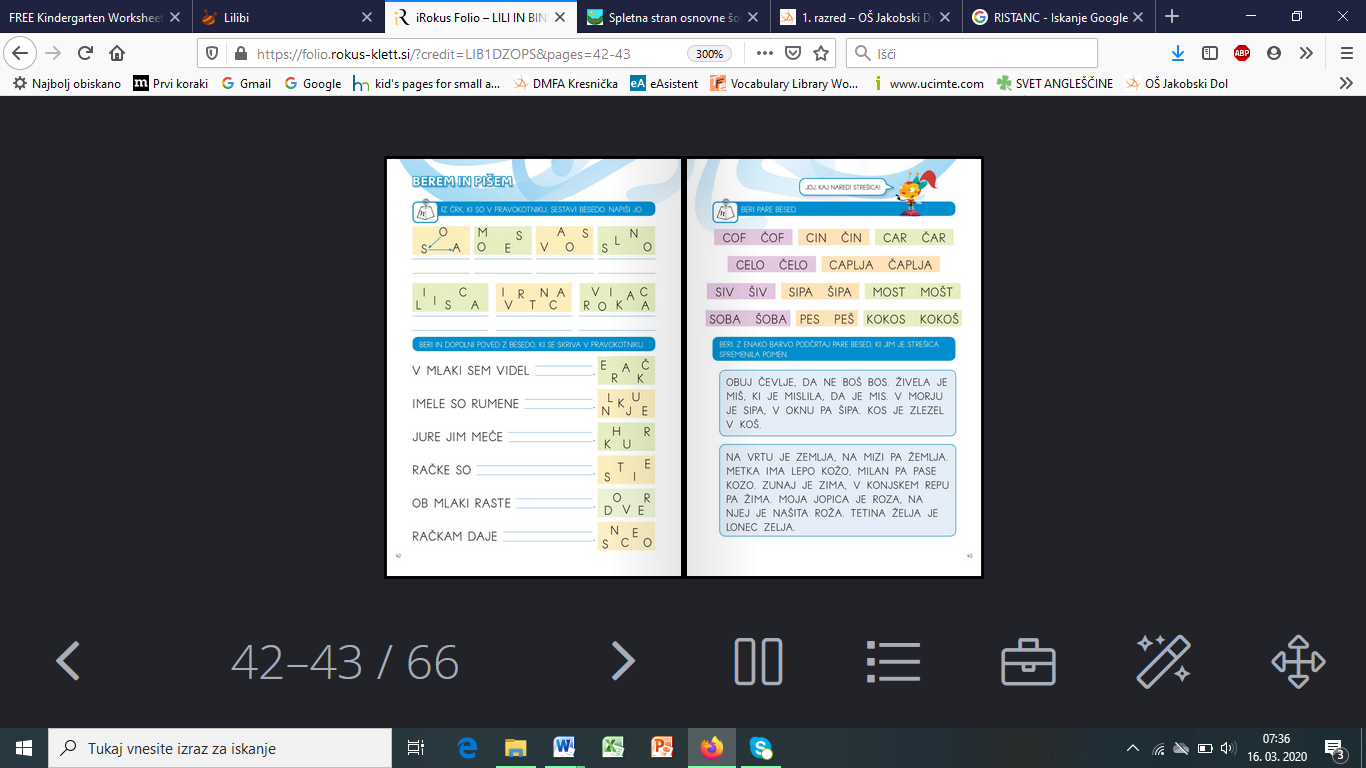 FREE Kindergarten Workshee
Lilibi
iRokus Folio – LILI IN BIN
Spletna stran osnovne šo
1. razred – OŠ Jakobski D
RISTANC - Iskanje Google
https://folio.rokus-klett.si/?credit=LIB1DZOPS&pages=42-43
300%
Išči
Najbolj obiskano
Prvi koraki
Gmail
Google
kid's pages for small a...
DMFA Kresnička
eAsistent
Vocabulary Library Wo...
www.ucimte.com
SVET ANGLEŠČINE
OŠ Jakobski Dol
BEREM IN PIŠEM
IZ ČRK, KI SO V PRAVOKOTNIKU, SESTAVI BESEDO. NAPIŠI JO.
O
S A
M S
O E
A S
V O
L N
S O
I C
L I S A
I R N A
V T C
V I A C
R O K A
BERI IN DOPOLNI POVED Z BESEDO, KI SE SKRIVA V PRAVOKOTNIKU.
V MLAKI SEM VIDEL .
E A Č
R K
IMELE SO RUMENE .
L K U
N J E
JURE JIM MEČE .
H R
K U
RAČKE SO .
T E
S I
OB MLAKI RASTE .
O R
D V E
RAČKAM DAJE .
N E
S C O
42
JOJ, KAJ NAREDI STREŠICA!
BERI PARE BESED.
COF ČOF CIN ČIN CAR ČAR
CELO ČELO CAPLJA ČAPLJA
SIV ŠIV SIPA ŠIPA MOST MOŠT
SOBA ŠOBA PES PEŠ KOKOS KOKOŠ
BERI. Z ENAKO BARVO PODČRTAJ PARE BESED, KI JIM JE STREŠICA
SPREMENILA POMEN.
OBUJ ČEVLJE, DA NE BOŠ BOS. ŽIVELA JE
MIŠ, KI JE MISLILA, DA JE MIS. V MORJU
JE SIPA, V OKNU PA ŠIPA. KOS JE ZLEZEL
V KOŠ.
NA VRTU JE ZEMLJA, NA MIZI PA ŽEMLJA.
METKA IMA LEPO KOŽO, MILAN PA PASE
KOZO. ZUNAJ JE ZIMA, V KONJSKEM REPU
PA ŽIMA. MOJA JOPICA JE ROZA, NA
NJEJ JE NAŠITA ROŽA. TETINA ŽELJA JE
LONEC ZELJA.
43
42–43 / 66
Tukaj vnesite izraz za iskanje
07:36
16. 03. 2020
3